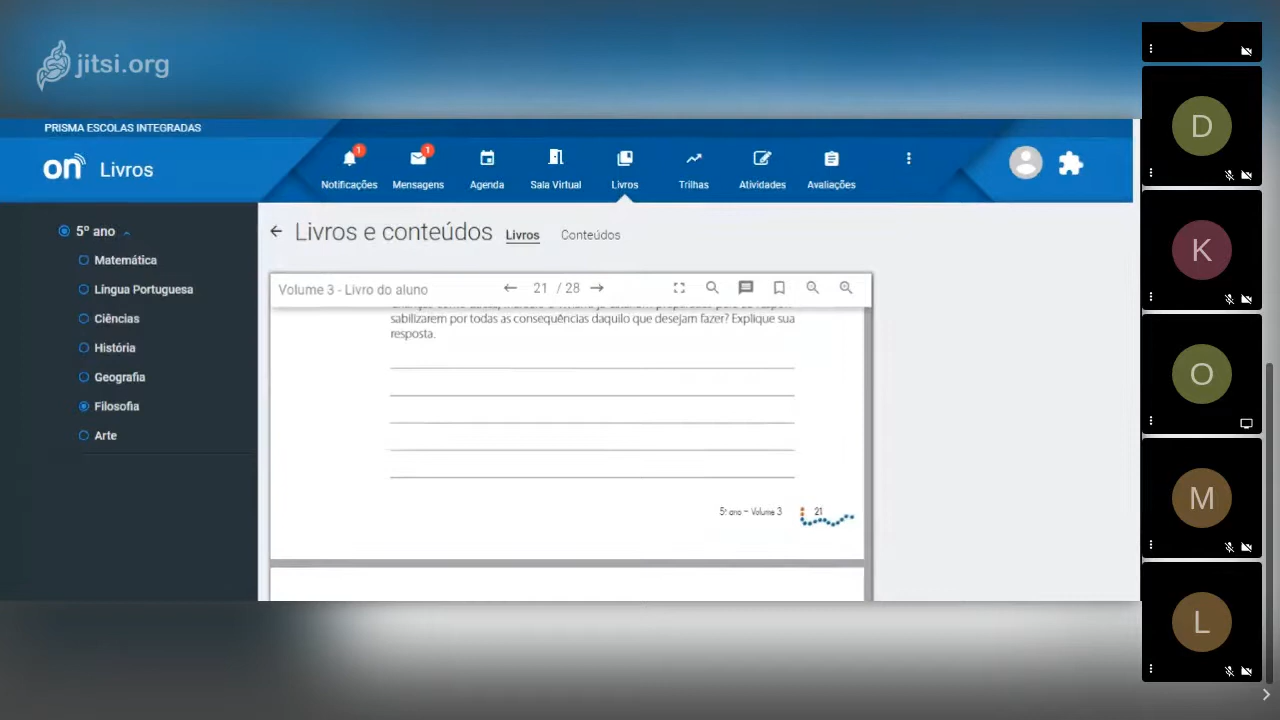 jitsi.org
PRISMA ESCOLAS INTEGRADAS
on Livros
1
1
Notificações
Mensagens
Agenda
Sala Virtual
Livros
Trilhas
Atividades
Avaliações
5º ano
Matemática
Língua Portuguesa
Ciências
História
Geografia
Filosofia
Arte
Livros e conteúdos Livros Conteúdos
Volume 3 - Livro do aluno 21 / 28
sabilizarem por todas as consequências daquilo que desejam fazer? Explique sua
resposta.
5º ano – Volume 3 21
D
K
O
M
L